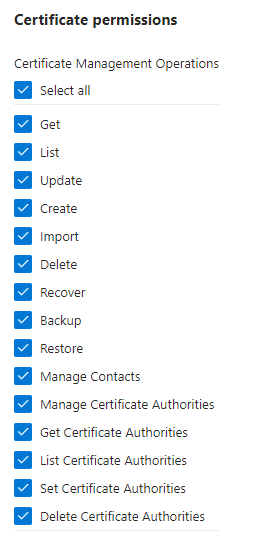 Certificate permissions
Certificate Management Operations
Select all
Get
List
Update
Create
Import
Delete
Recover
Backup
Restore
Manage Contacts
Manage Certificate Authorities
Get Certificate Authorities
List Certificate Authorities
Set Certificate Authorities
Delete Certificate Authorities